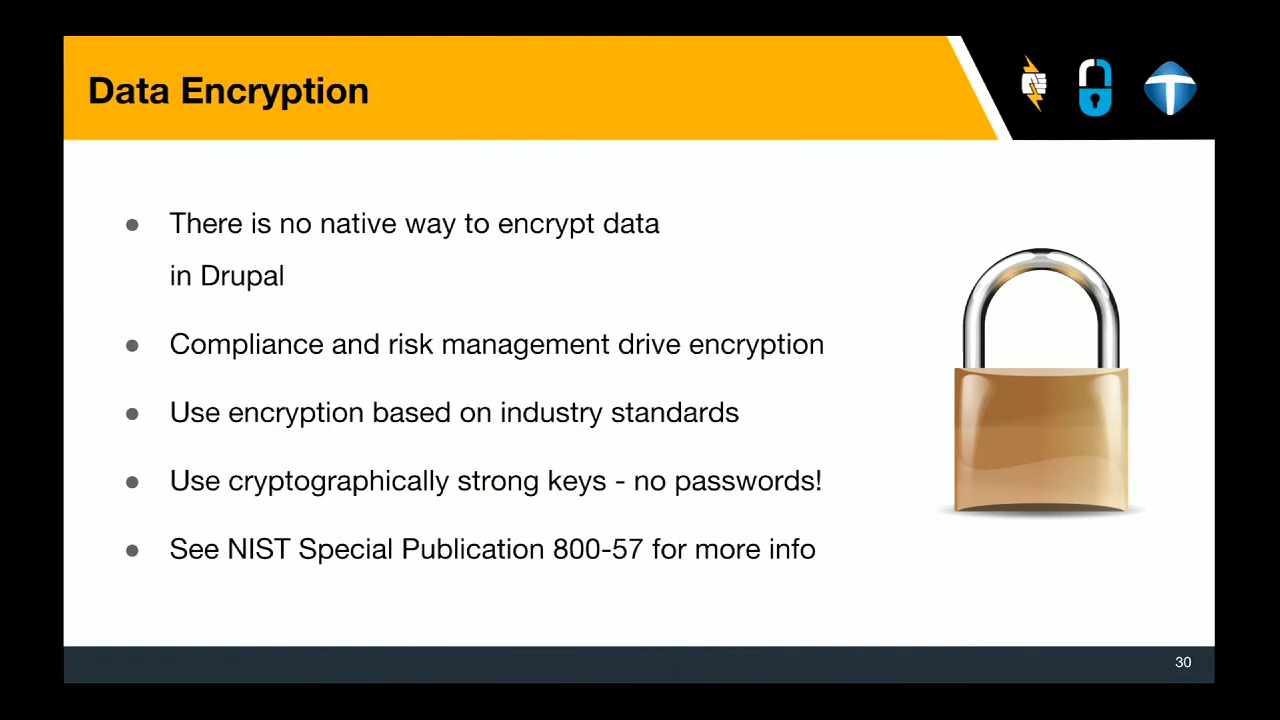 Data Encryption
● There is no native way to encrypt data
in Drupal
● Compliance and risk management drive encryption
● Use encryption based on industry standards
● Use cryptographically strong keys - no passwords!
● See NIST Special Publication 800-57 for more info
30